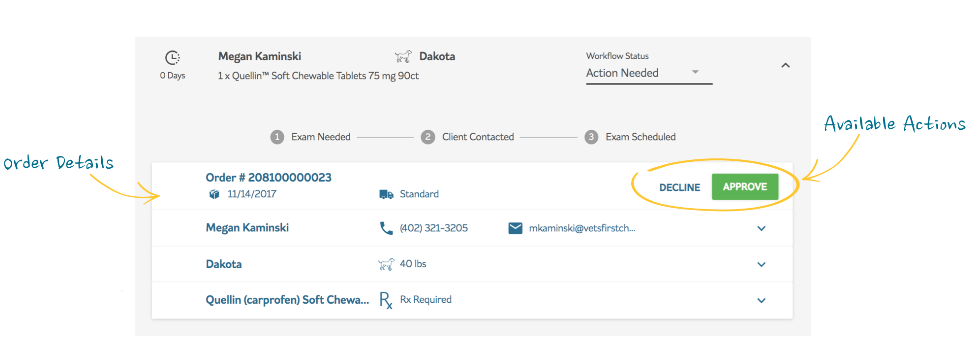 Megan Kaminski Dakota Workflow Status
0 Days 1 x Quellin™ Soft Chewable Tablets 75 mg 90ct Action Needed
1 Exam Needed 2 Client Contacted 3 Exam Scheduled
Available Actions
Order Details
Order # 208100000023
11/14/2017 Standard DECLINE APPROVE
Megan Kaminski (402) 321-3205 mkaminski@vetsfirstch...
Dakota 40 lbs
Quellin (carprofen) Soft Chewa... Rx Rx Required